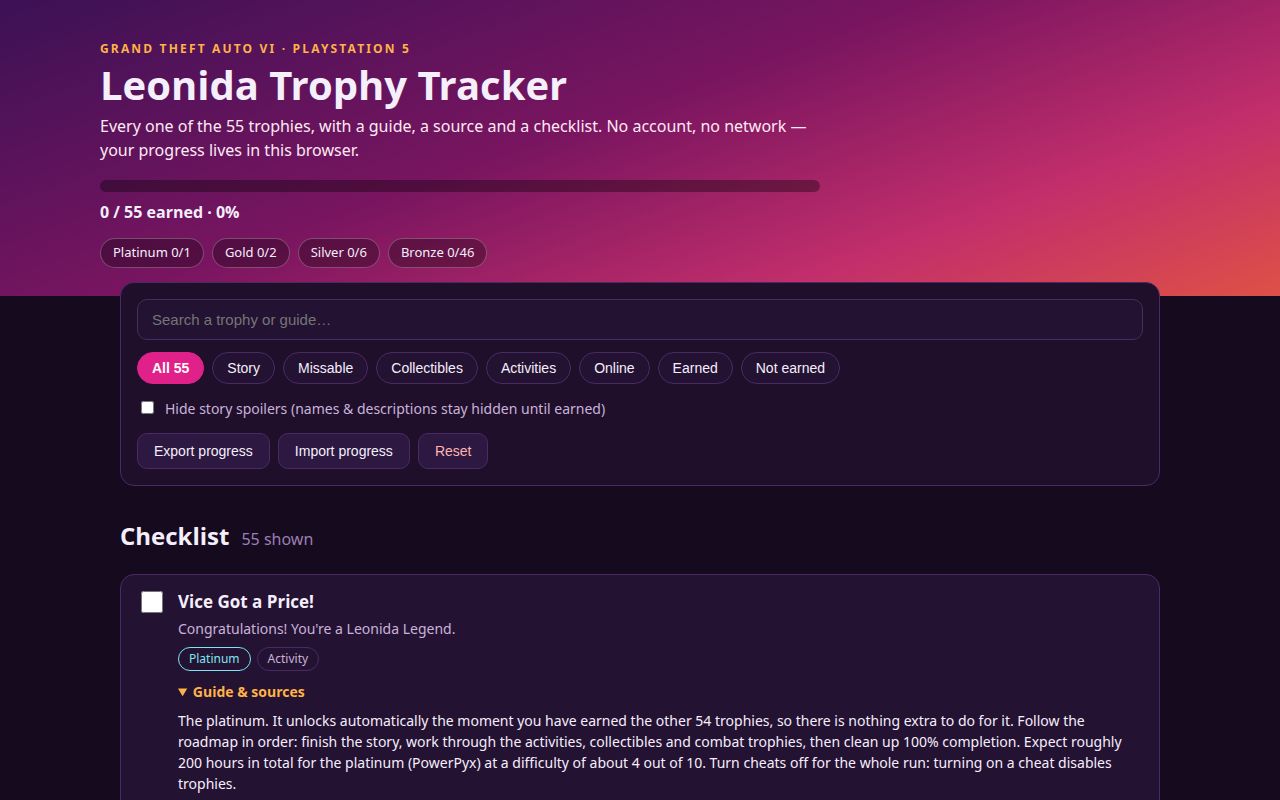 GRAND THEFT AUTO VI · PLAYSTATION 5
Leonida Trophy Tracker
Every one of the 55 trophies, with a guide, a source and a checklist. No account, no network —
your progress lives in this browser.
0 / 55 earned · 0%
Platinum 0/1 Gold 0/2 Silver 0/6 Bronze 0/46
Search a trophy or guide…
All 55 Story Missable Collectibles Activities Online Earned Not earned
Hide story spoilers (names & descriptions stay hidden until earned)
Export progress Import progress Reset
Checklist 55 shown
Vice Got a Price!
Congratulations! You're a Leonida Legend.
Platinum Activity
▼ Guide & sources
The platinum. It unlocks automatically the moment you have earned the other 54 trophies, so there is nothing extra to do for it. Follow the
roadmap in order: finish the story, work through the activities, collectibles and combat trophies, then clean up 100% completion. Expect roughly
200 hours in total for the platinum (PowerPyx) at a difficulty of about 4 out of 10. Turn cheats off for the whole run: turning on a cheat disables
trophies.